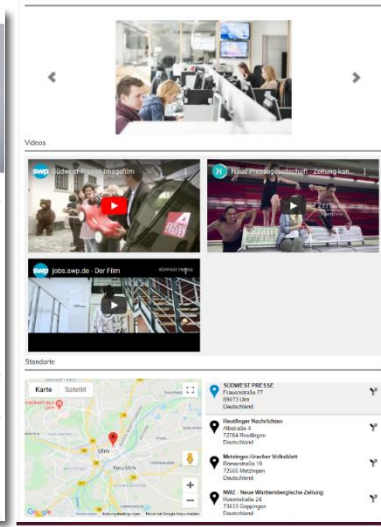 Videos
swp Südwest Presse Imagefilm
Neue Pressegesellschaft - Zeitung kan...
swp jobs.swp.de - Der Film
Standorte
Karte Satellit
Ulm
Neu Ulm
Google
SÜDWEST PRESSE
Frauenstraße 77
89073 Ulm
Deutschland
Reutlinger Nachrichten
Albstraße 4
72764 Reutlingen
Deutschland
Metzinger-Uracher Volksblatt
Römerstraße 19
72555 Metzingen
Deutschland
NWZ - Neue Württembergische Zeitung
Rosenstraße 24
73033 Göppingen
Deutschland